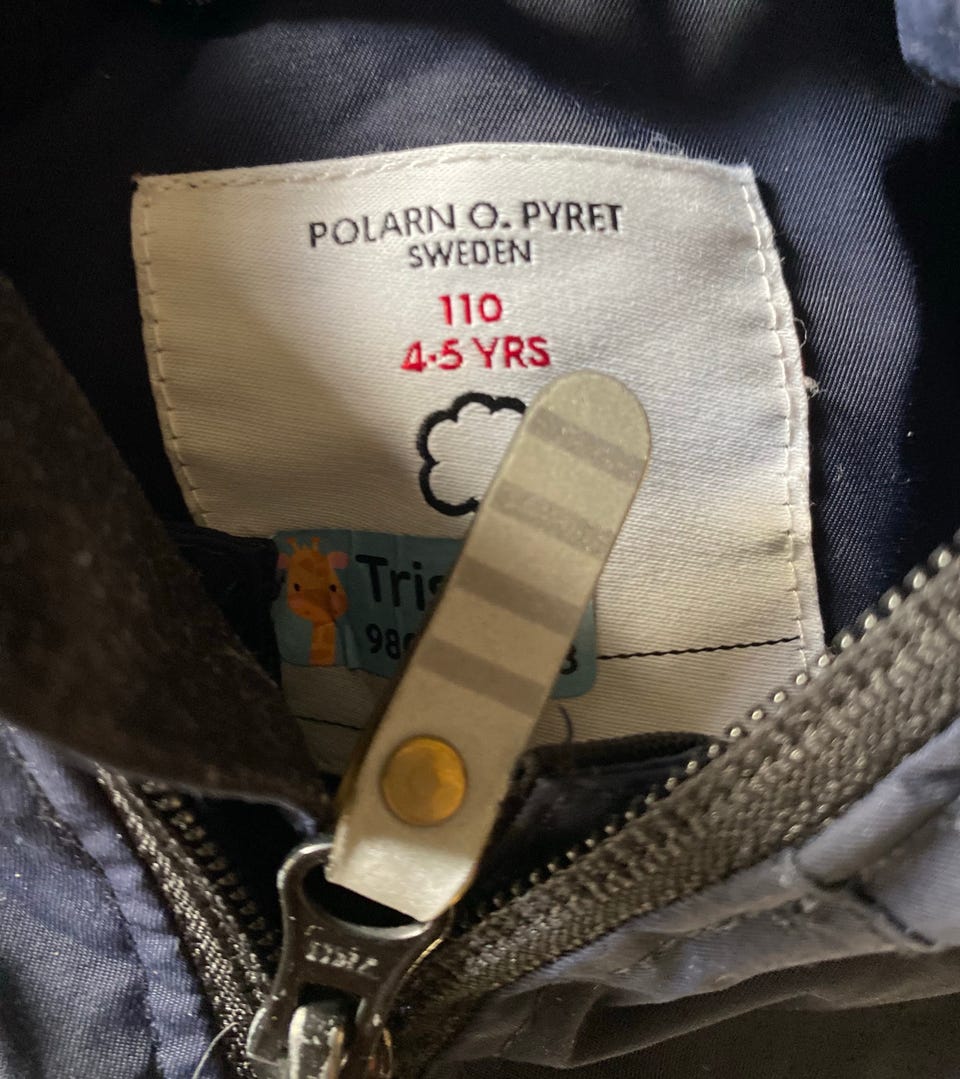 POLARN O. PYRET
SWEDEN
110
4-5 YRS